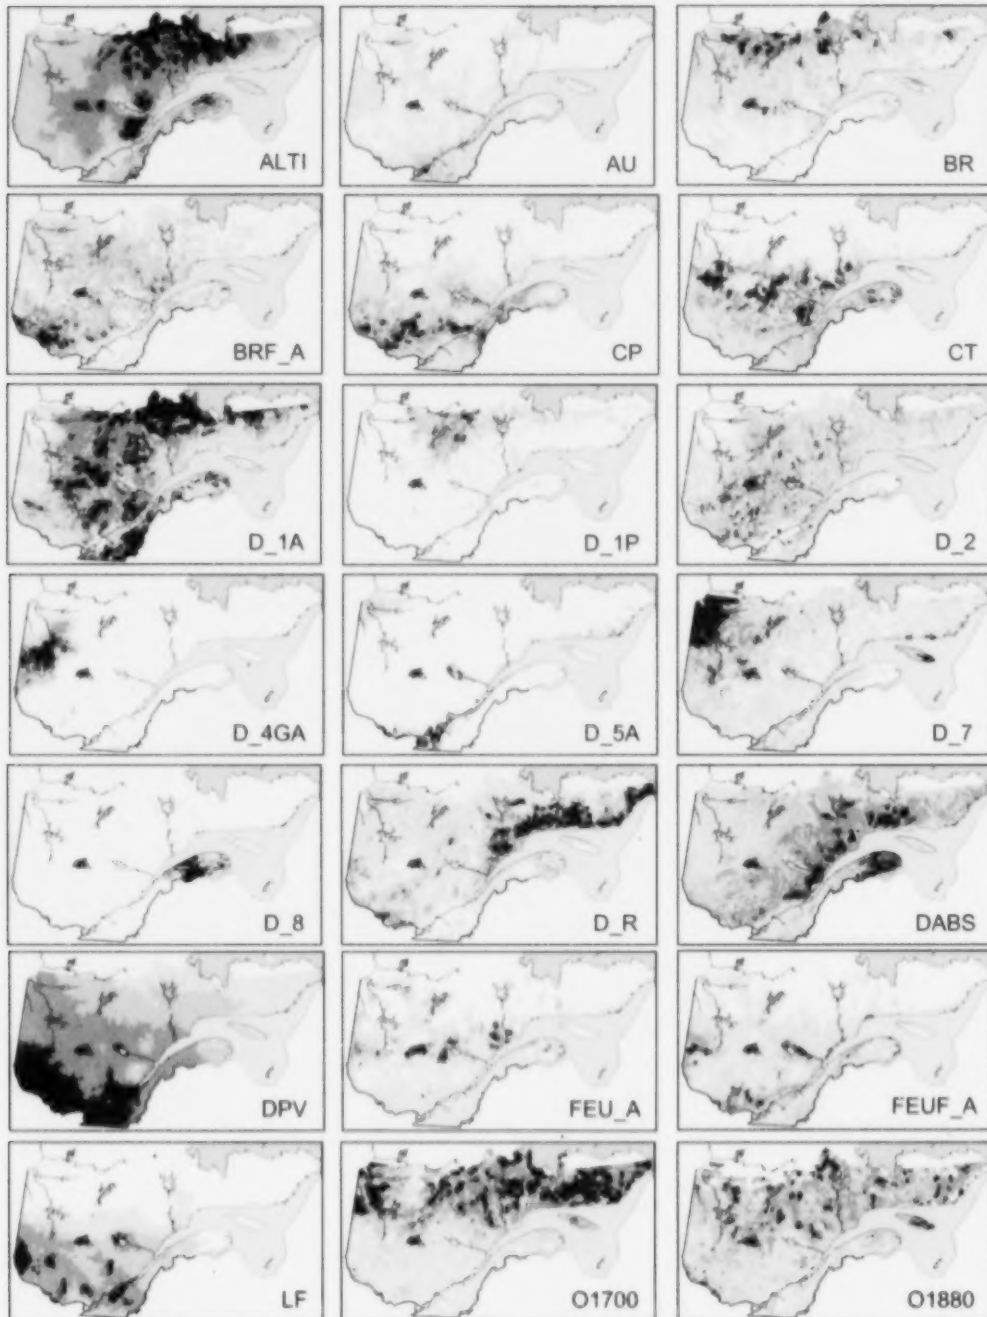 ALTI
AU
BR
BRF_A
CP
CT
D_1A
D_1P
D_2
D_4GA
D_5A
D_7
D_8
D_R
DABS
DPV
FEU_A
FEUF_A
LF
O1700
O1880